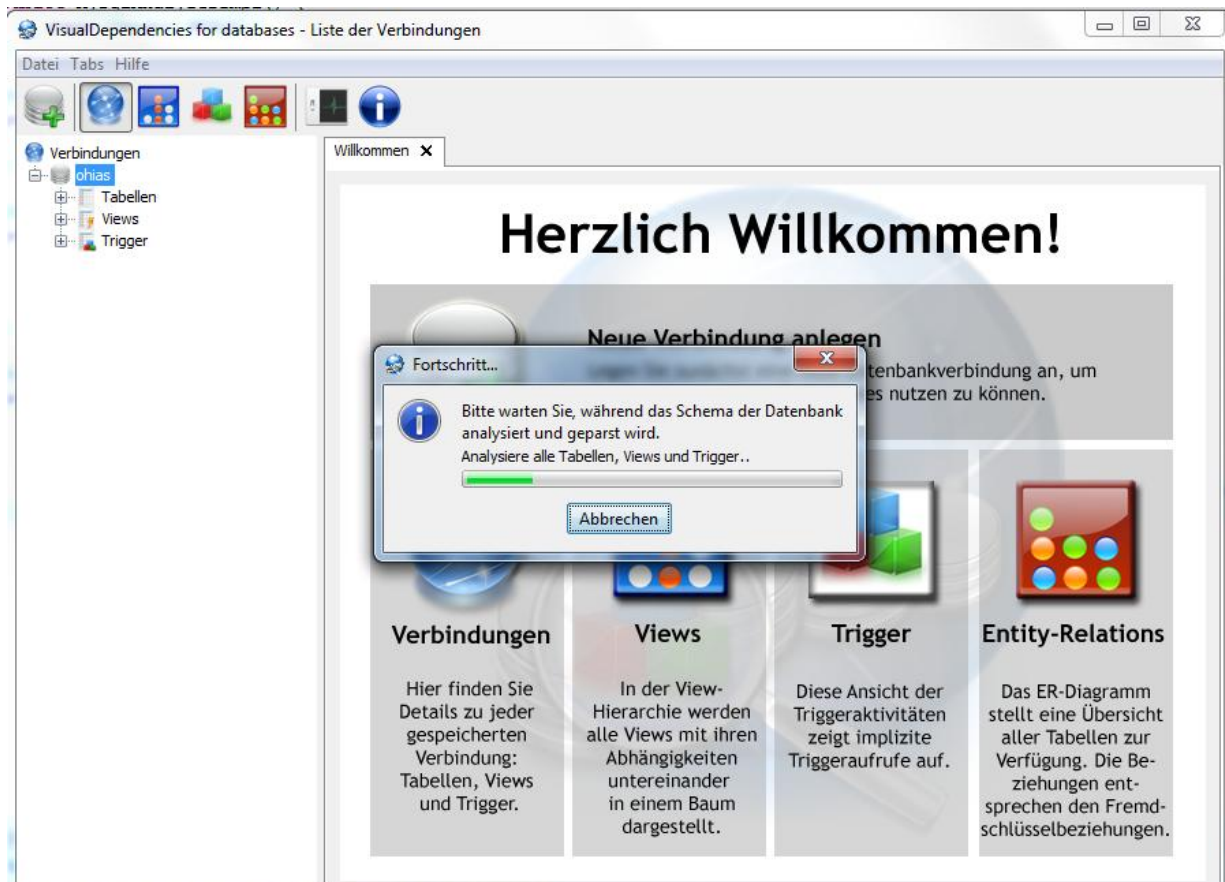 VisualDependencies for databases - Liste der Verbindungen
Datei Tabs Hilfe
Verbindungen
ohias
Tabellen
Views
Trigger
Willkommen
Herzlich Willkommen!
Neue Verbindung anlegen
tenbankverbindung an, um
es nutzen zu können.
Fortschritt...
Bitte warten Sie, während das Schema der Datenbank
analysiert und geparst wird.
Analysiere alle Tabellen, Views und Trigger..
Abbrechen
Verbindungen
Hier finden Sie
Details zu jeder
gespeicherten
Verbindung:
Tabellen, Views
und Trigger.
Views
In der View-
Hierarchie werden
alle Views mit ihren
Abhängigkeiten
untereinander
in einem Baum
dargestellt.
Trigger
Diese Ansicht der
Triggeraktivitäten
zeigt implizite
Triggeraufrufe auf.
Entity-Relations
Das ER-Diagramm
stellt eine Übersicht
aller Tabellen zur
Verfügung. Die Be-
ziehungen ent-
sprechen den Fremd-
schlüsselbeziehungen.